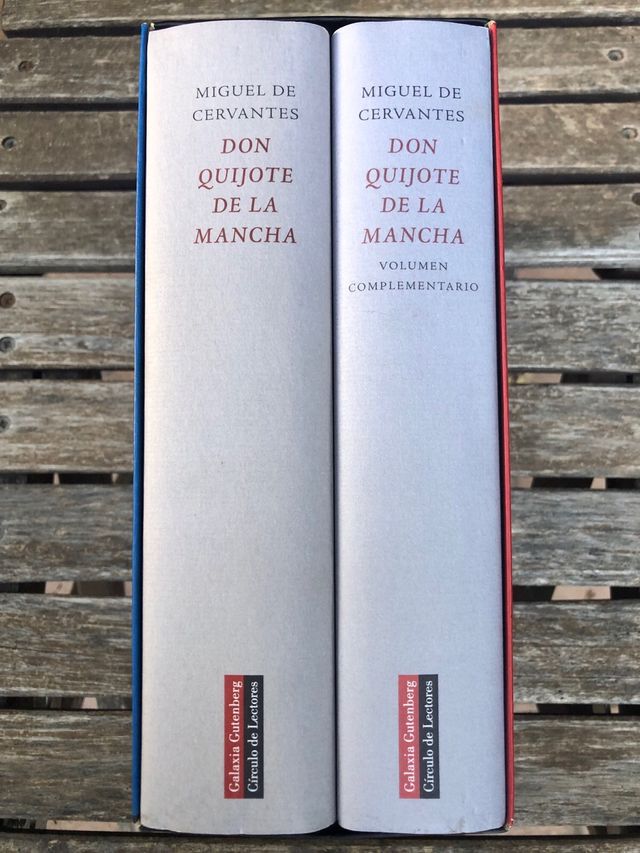 MIGUEL DE
CERVANTES
DON
QUIJOTE
DE LA
MANCHA
Galaxia Gutenberg
Círculo de Lectores
MIGUEL DE
CERVANTES
DON
QUIJOTE
DE LA
MANCHA
VOLUMEN
COMPLEMENTARIO
Galaxia Gutenberg
Círculo de Lectores